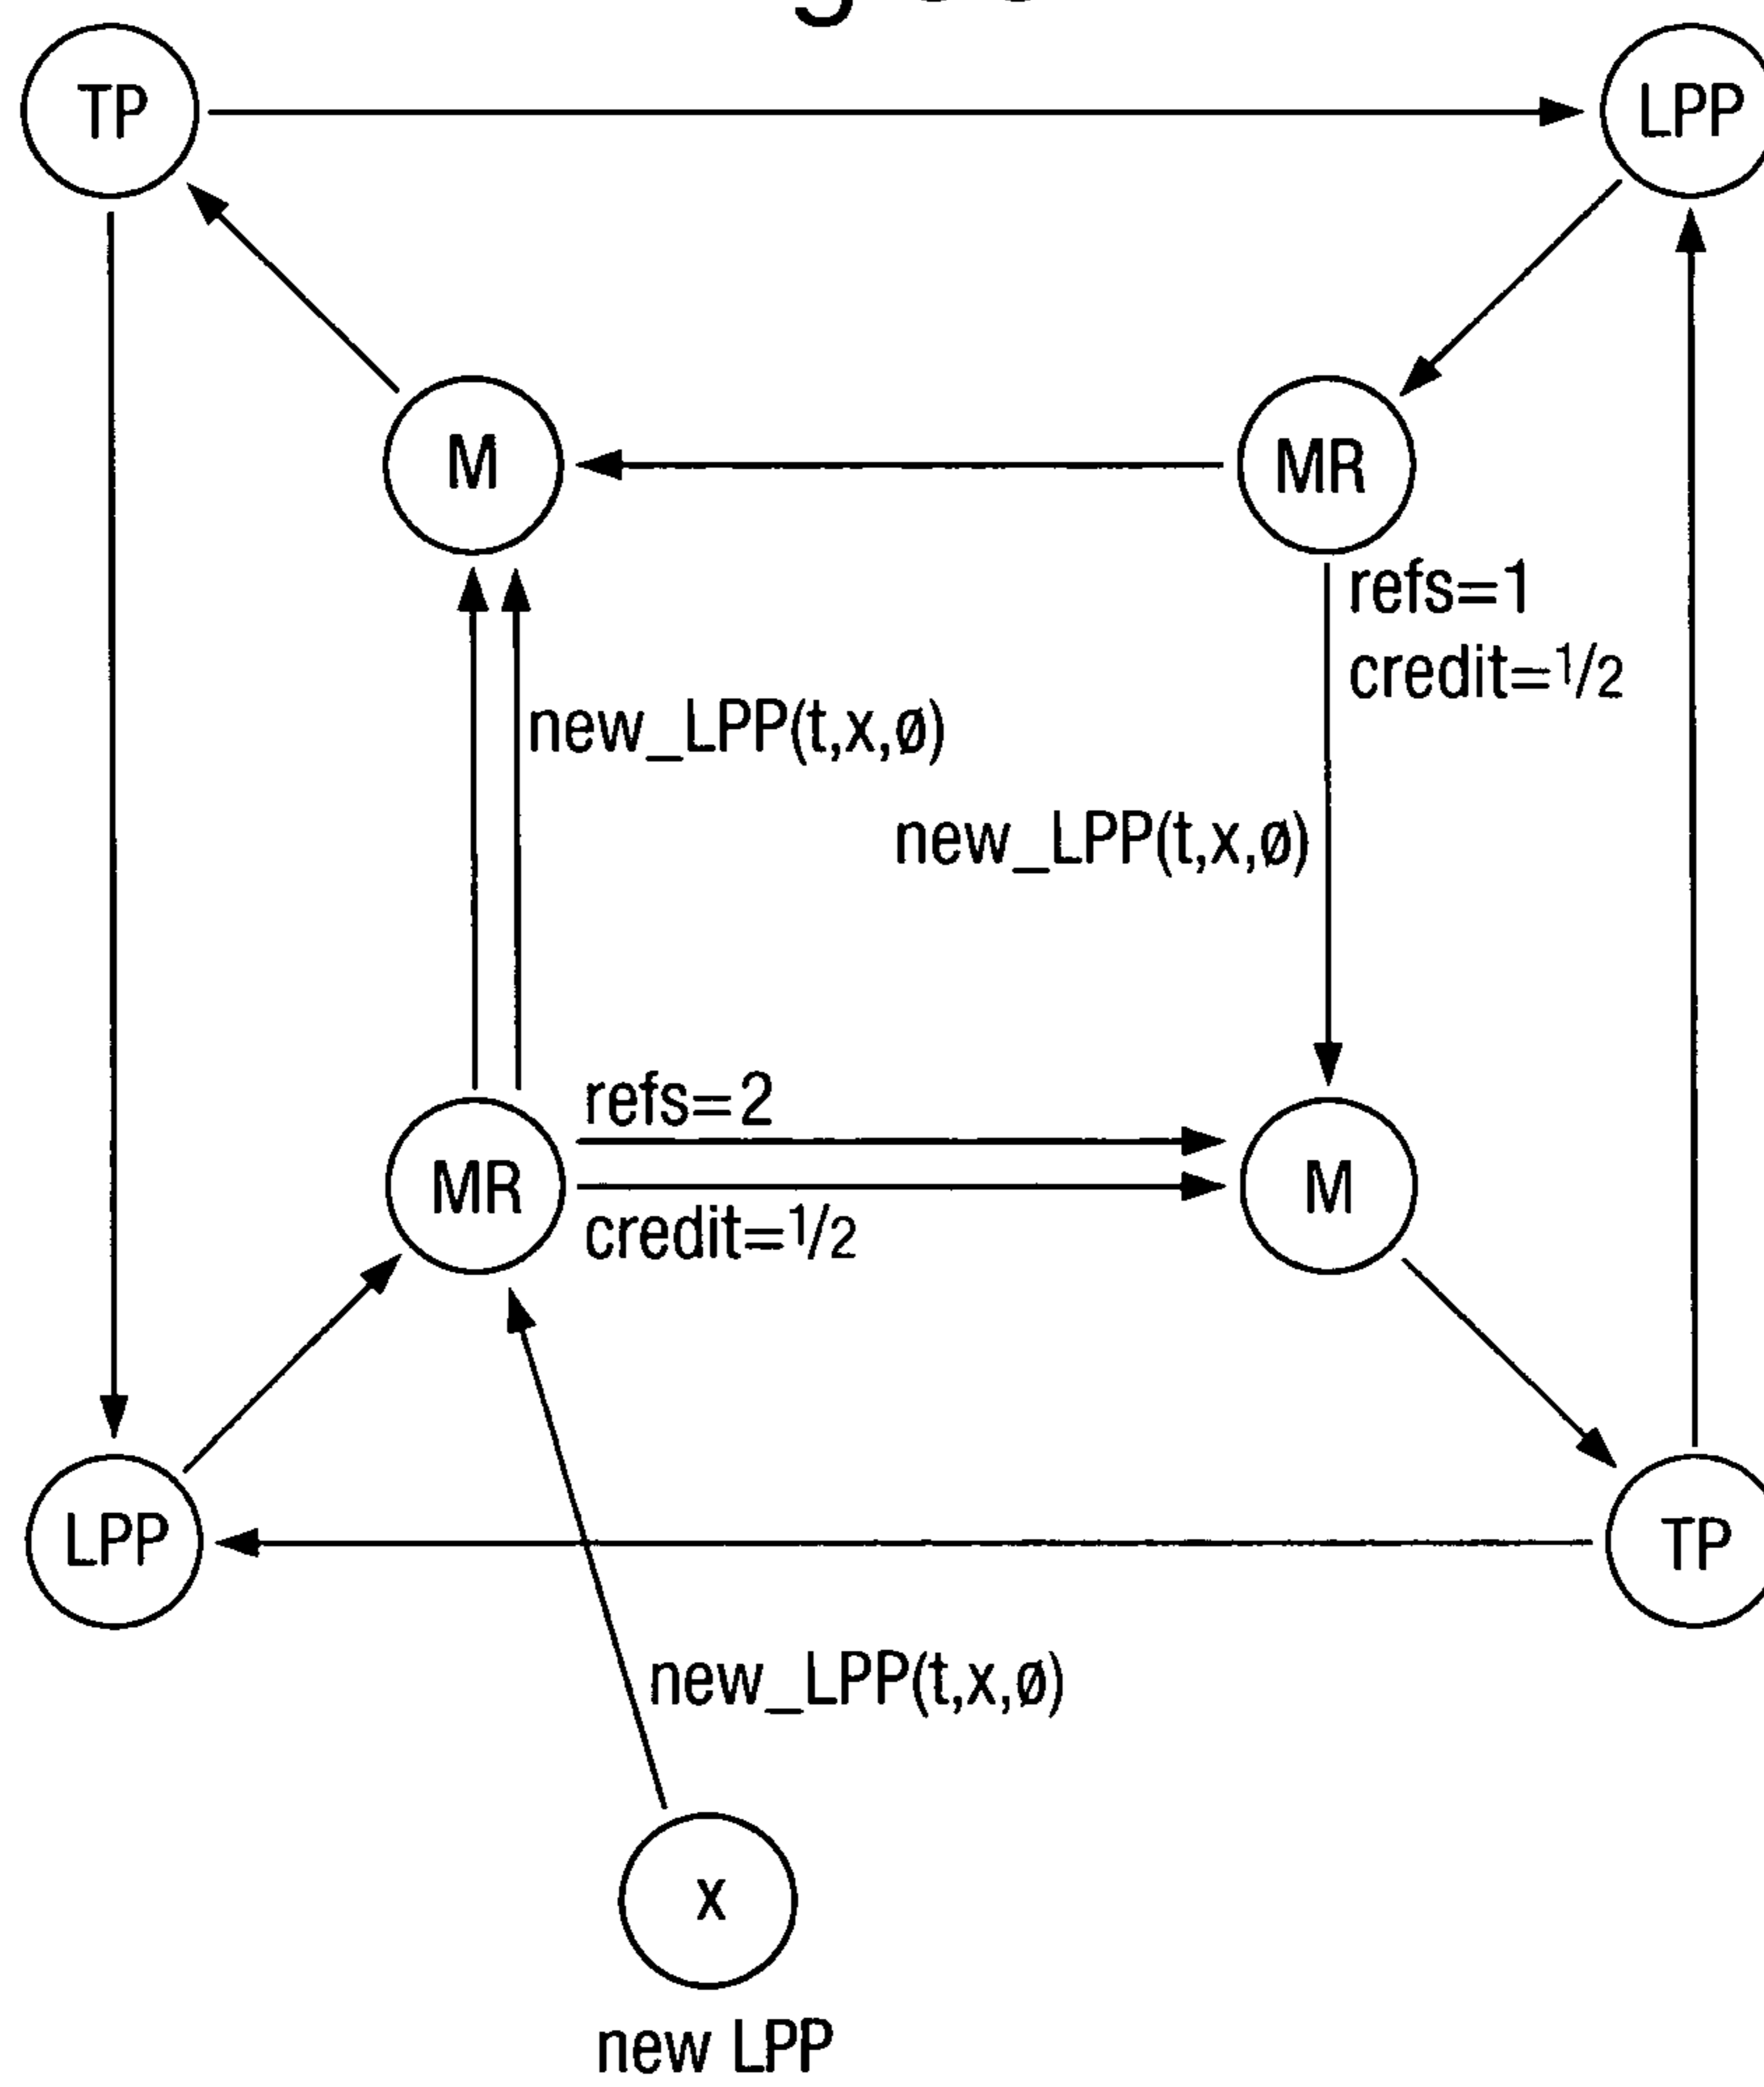 TP
LPP
M
MR
refs=1
credit=1/2
new_LPP(t,x,ø)
new_LPP(t,x,ø)
refs=2
MR
M
credit=1/2
LPP
TP
new_LPP(t,x,ø)
x
new LPP